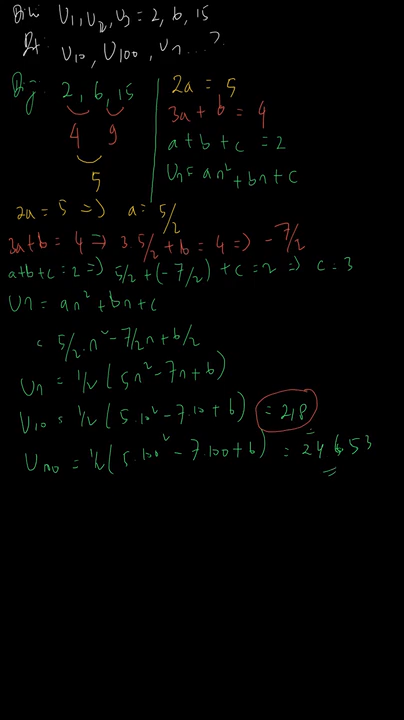 Dik: U₁, U₂, U₃ = 2, 6, 15
Dt: U₁₀, U₁₀₀, Un ...?
Dij: 2, 6, 15
4 9
5
2a = 5
3a + b = 4
a + b + c = 2
Un = an² + bn + c
2a = 5 => a = 5/2
3a+b = 4 => 3.5/2 + b = 4 => -7/2
a+b+c = 2 => 5/2 + (-7/2) + c = 2 => c = 3
Un = an² + bn + c
= 5/2.n² - 7/2n + 6/2
Un = 1/2 (5n² - 7n + 6)
U₁₀ = 1/2 (5.10² - 7.10 + 6) = 218
U₁₀₀ = 1/2 (5.100² - 7.100 + 6) = 24653